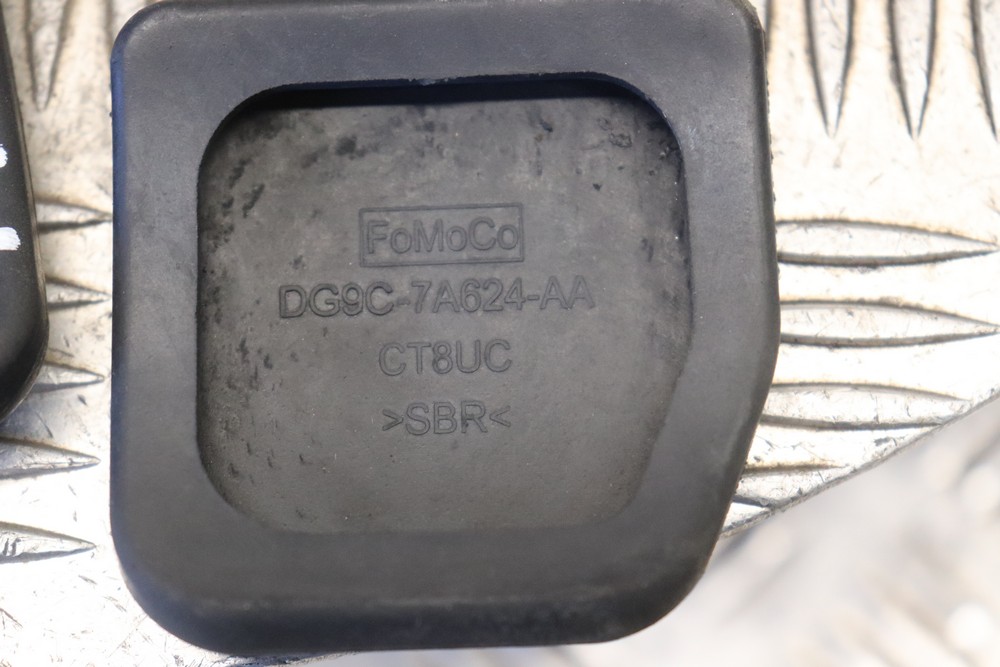 FoMoCo
DG9C-7A624-AA
CT8UC
>SBR<